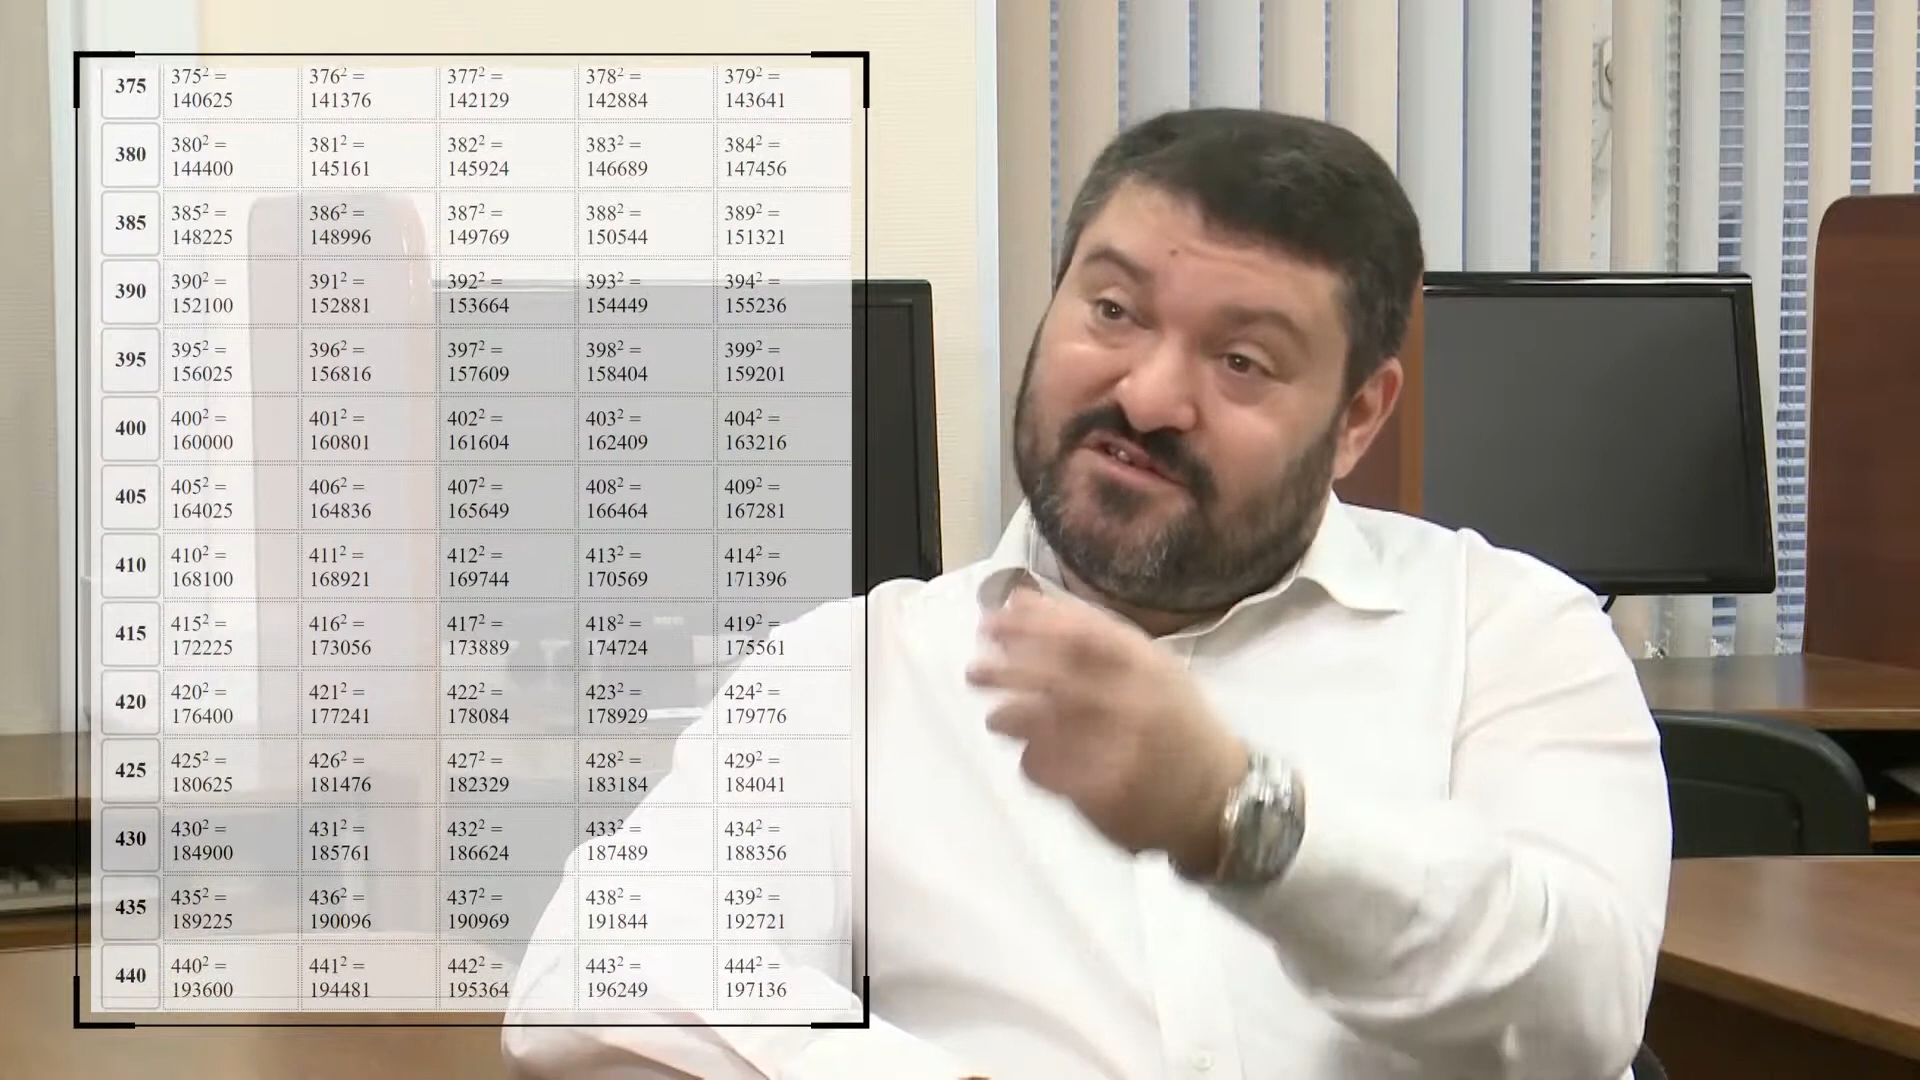 375 375² = 376² = 377² = 378² = 379² =
140625 141376 142129 142884 143641
380 380² = 381² = 382² = 383² = 384² =
144400 145161 145924 146689 147456
385 385² = 386² = 387² = 388² = 389² =
148225 148996 149769 150544 151321
390 390² = 391² = 392² = 393² = 394² =
152100 152881 153664 154449 155236
395 395² = 396² = 397² = 398² = 399² =
156025 156816 157609 158404 159201
400 400² = 401² = 402² = 403² = 404² =
160000 160801 161604 162409 163216
405 405² = 406² = 407² = 408² = 409² =
164025 164836 165649 166464 167281
410 410² = 411² = 412² = 413² = 414² =
168100 168921 169744 170569 171396
415 415² = 416² = 417² = 418² = 419² =
172225 173056 173889 174724 175561
420 420² = 421² = 422² = 423² = 424² =
176400 177241 178084 178929 179776
425 425² = 426² = 427² = 428² = 429² =
180625 181476 182329 183184 184041
430 430² = 431² = 432² = 433² = 434² =
184900 185761 186624 187489 188356
435 435² = 436² = 437² = 438² = 439² =
189225 190096 190969 191844 192721
440 440² = 441² = 442² = 443² = 444² =
193600 194481 195364 196249 197136